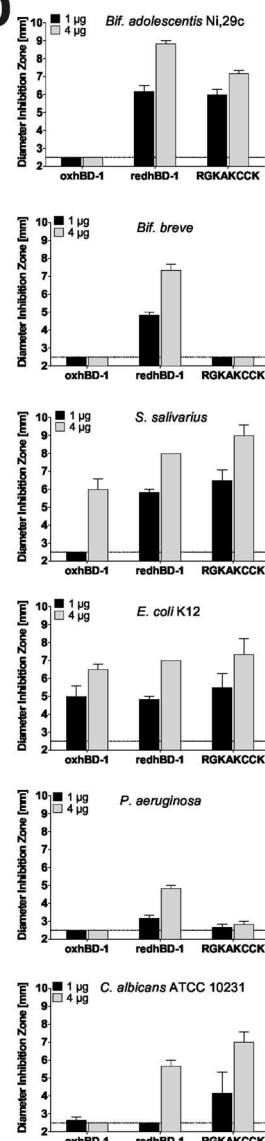 Bif. adolescentis Ni,29c
Diameter Inhibition Zone [mm]
10
9
8
7
6
5
4
3
2
1 µg
4 µg
oxhBD-1 redhBD-1 RGKAKCCK
Bif. breve
Diameter Inhibition Zone [mm]
10
9
8
7
6
5
4
3
2
1 µg
4 µg
oxhBD-1 redhBD-1 RGKAKCCK
S. salivarius
Diameter Inhibition Zone [mm]
10
9
8
7
6
5
4
3
2
1 µg
4 µg
oxhBD-1 redhBD-1 RGKAKCCK
E. coli K12
Diameter Inhibition Zone [mm]
10
9
8
7
6
5
4
3
2
1 µg
4 µg
oxhBD-1 redhBD-1 RGKAKCCK
P. aeruginosa
Diameter Inhibition Zone [mm]
10
9
8
7
6
5
4
3
2
1 µg
4 µg
oxhBD-1 redhBD-1 RGKAKCCK
C. albicans ATCC 10231
Diameter Inhibition Zone [mm]
10
9
8
7
6
5
4
3
2
1 µg
4 µg
oxhBD-1 redhBD-1 RGKAKCCK